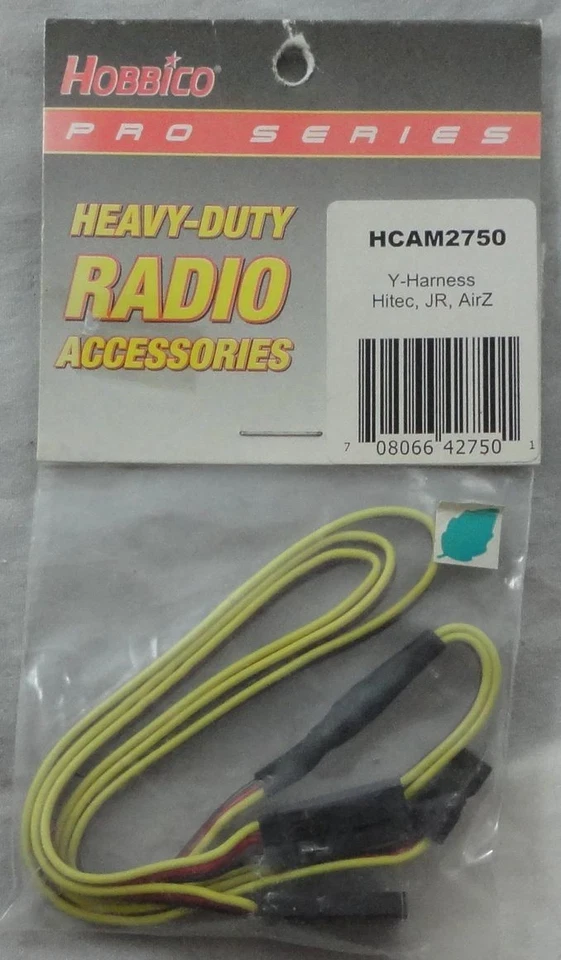 HOBBICO®
PRO SERIES
HEAVY-DUTY
RADIO
ACCESSORIES
HCAM2750
Y-Harness
Hitec, JR, AirZ
7 08066 42750 1